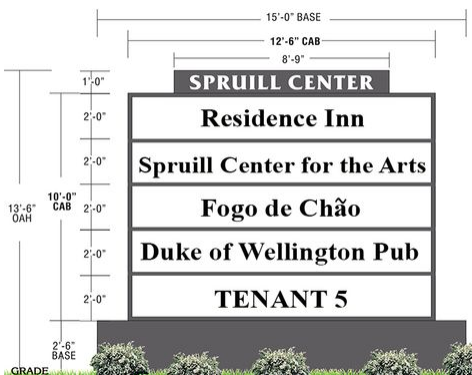 15'-0" BASE
12'-6" CAB
8'-9"
1'-0"
SPRUILL CENTER
2'-0"
Residence Inn
2'-0"
Spruill Center for the Arts
13'-6"
OAH
10'-0"
CAB
2'-0"
Fogo de Chão
2'-0"
Duke of Wellington Pub
2'-0"
TENANT 5
2'-6"
BASE
GRADE